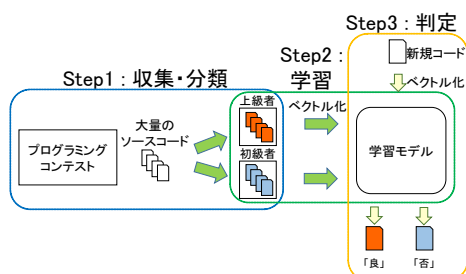 Step3：判定
新規コード
Step2：
学習
ベクトル化
Step1：収集・分類
上級者
ベクトル化
大量の
ソースコード
プログラミング
コンテスト
初級者
学習モデル
「良」
「否」